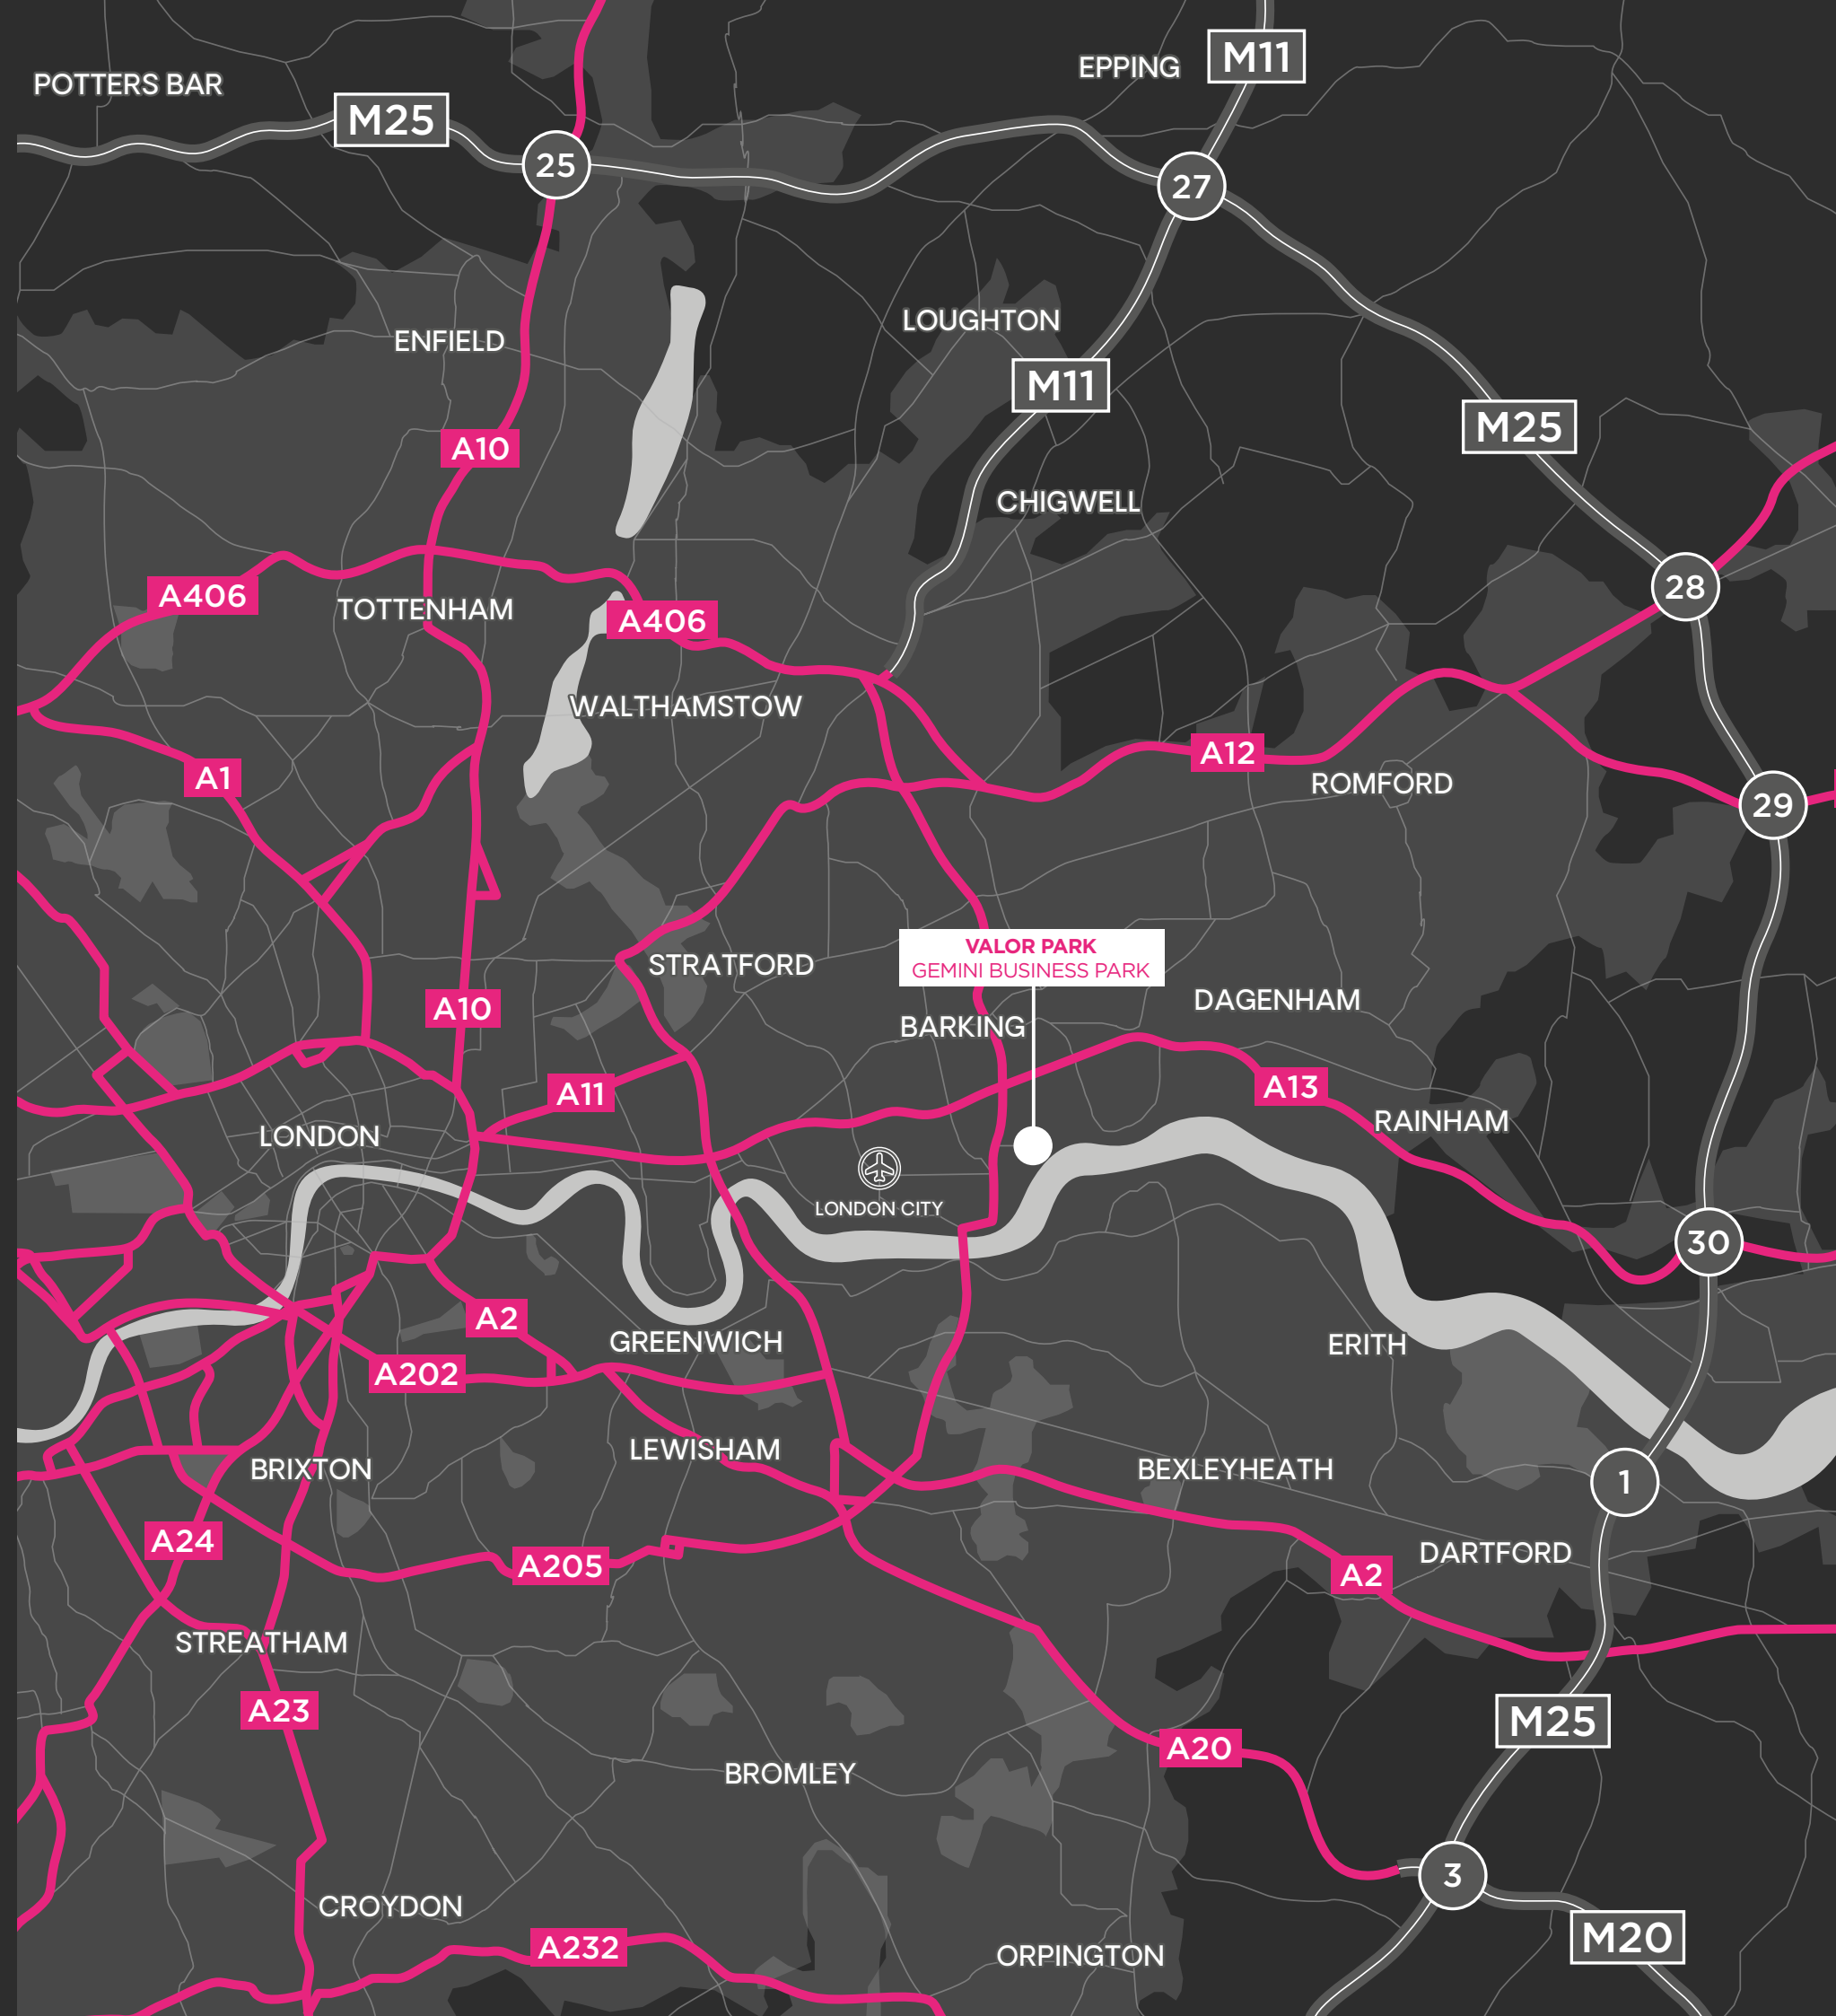 M11
EPPING
POTTERS BAR
M25
25
27
LOUGHTON
ENFIELD
M11
M25
A10
CHIGWELL
28
A406
TOTTENHAM
A406
WALTHAMSTOW
A12
A1
ROMFORD
29
VALOR PARK
GEMINI BUSINESS PARK
STRATFORD
DAGENHAM
A10
BARKING
A13
A11
RAINHAM
LONDON
LONDON CITY
30
A2
GREENWICH
ERITH
A202
LEWISHAM
BRIXTON
BEXLEYHEATH
1
A24
DARTFORD
A205
A2
STREATHAM
A23
M25
A20
BROMLEY
3
CROYDON
M20
A232
ORPINGTON